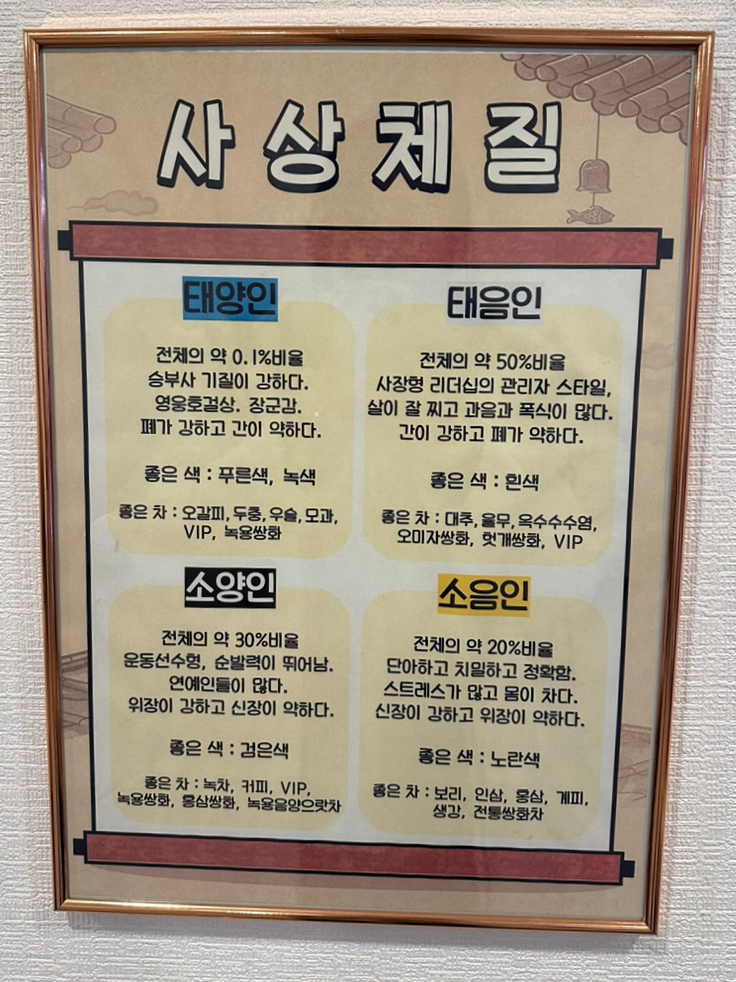 사상체질
태양인
전체의 약 0.1%비율
승부사 기질이 강하다.
영웅호걸상. 장군감.
폐가 강하고 간이 약하다.
좋은 색 : 푸른색, 녹색
좋은 차 : 오갈피, 두충, 우슬, 모과,
VIP, 녹용쌍화
태음인
전체의 약 50%비율
사장형 리더십의 관리자 스타일,
살이 잘 찌고 과음과 폭식이 많다.
간이 강하고 폐가 약하다.
좋은 색 : 흰색
좋은 차 : 대추, 율무, 옥수수수염,
오미자쌍화, 헛개쌍화, VIP
소양인
전체의 약 30%비율
운동선수형, 순발력이 뛰어남.
연예인들이 많다.
위장이 강하고 신장이 약하다.
좋은 색 : 검은색
좋은 차 : 녹차, 커피, VIP,
녹용쌍화, 홍삼쌍화, 녹용음양으랏차
소음인
전체의 약 20%비율
단아하고 치밀하고 정확함.
스트레스가 많고 몸이 차다.
신장이 강하고 위장이 약하다.
좋은 색 : 노란색
좋은 차 : 보리, 인삼, 홍삼, 계피,
생강, 전통쌍화차